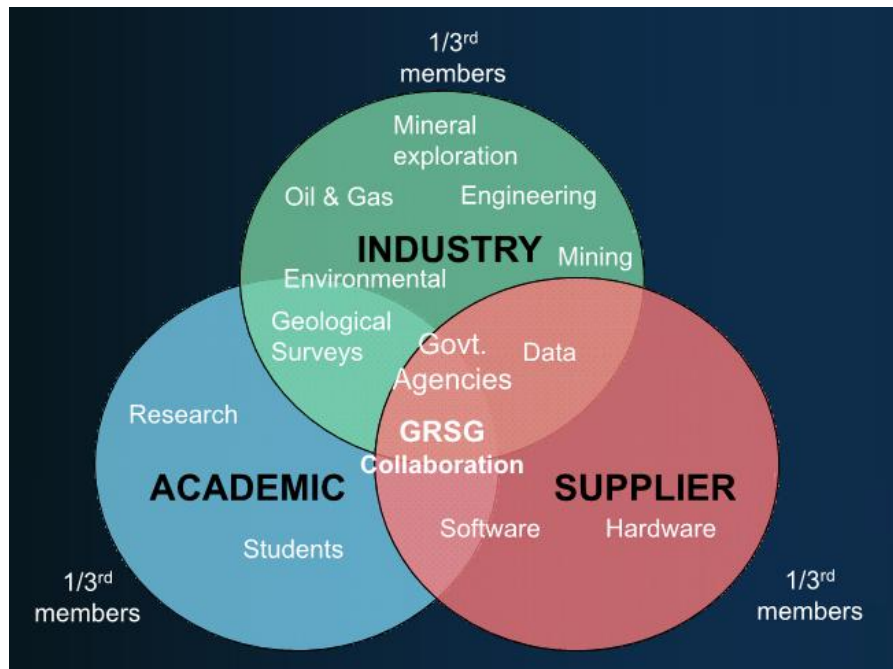 1/3rd
members
Mineral
exploration
Oil & Gas
Engineering
INDUSTRY
Mining
Environmental
Geological
Surveys
Govt.
Agencies
Data
Research
GRSG
Collaboration
ACADEMIC
SUPPLIER
Software
Hardware
Students
1/3rd
members
1/3rd
members